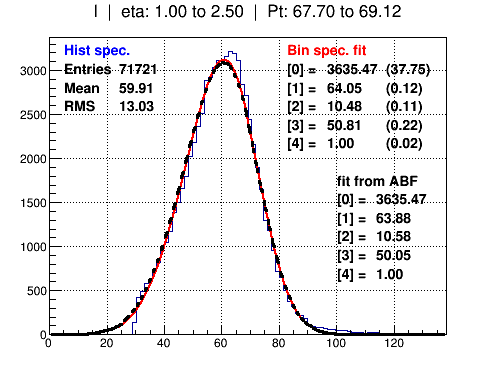 I | eta: 1.00 to 2.50 | Pt: 67.70 to 69.12
Hist spec.
Entries 71721
Mean 59.91
RMS 13.03
Bin spec. fit
[0] = 3635.47 (37.75)
[1] = 64.05 (0.12)
[2] = 10.48 (0.11)
[3] = 50.81 (0.22)
[4] = 1.00 (0.02)
fit from ABF
[0] = 3635.47
[1] = 63.88
[2] = 10.58
[3] = 50.05
[4] = 1.00
3000
2500
2000
1500
1000
500
0
0 20 40 60 80 100 120